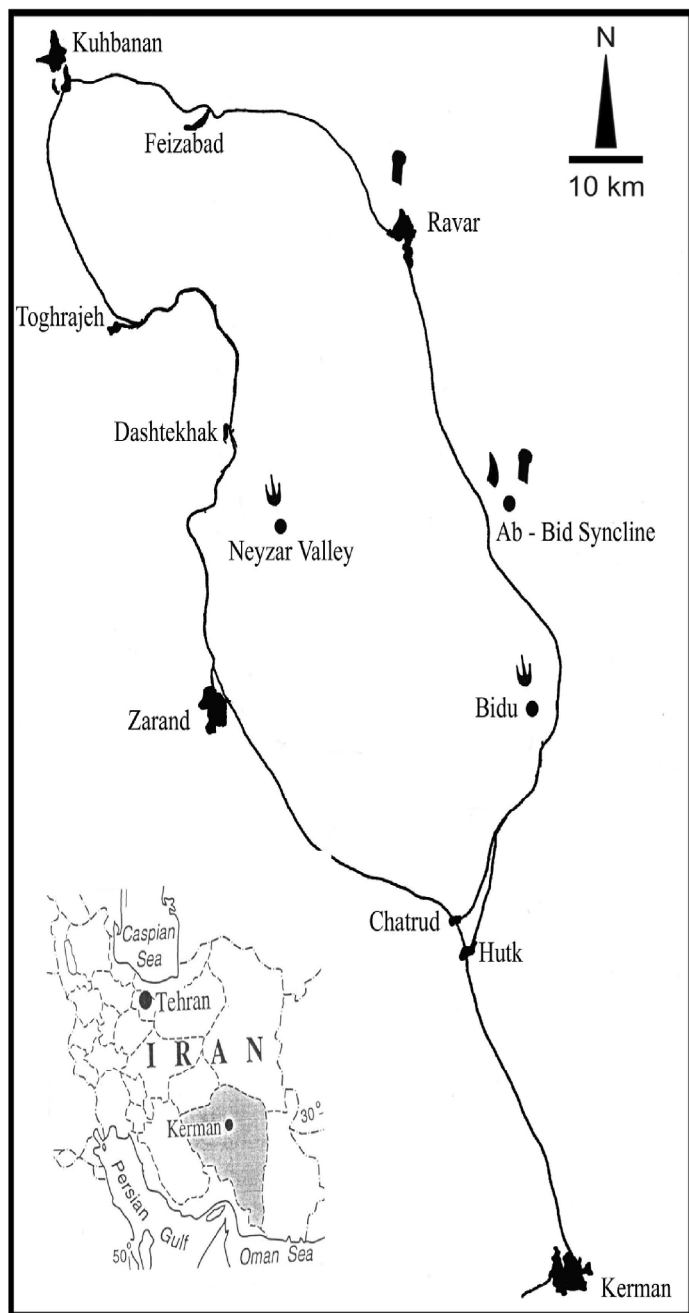 Kuhbanan
N
10 km
Feizabad
Ravar
Toghrajeh
Dashtekhak
Ab - Bid Syncline
Neyzar Valley
Bidu
Zarand
Chatrud
Hutk
Caspian
Sea
Tehran
IRAN
30°
Kerman
Persian
Gulf
50°
Oman Sea
Kerman